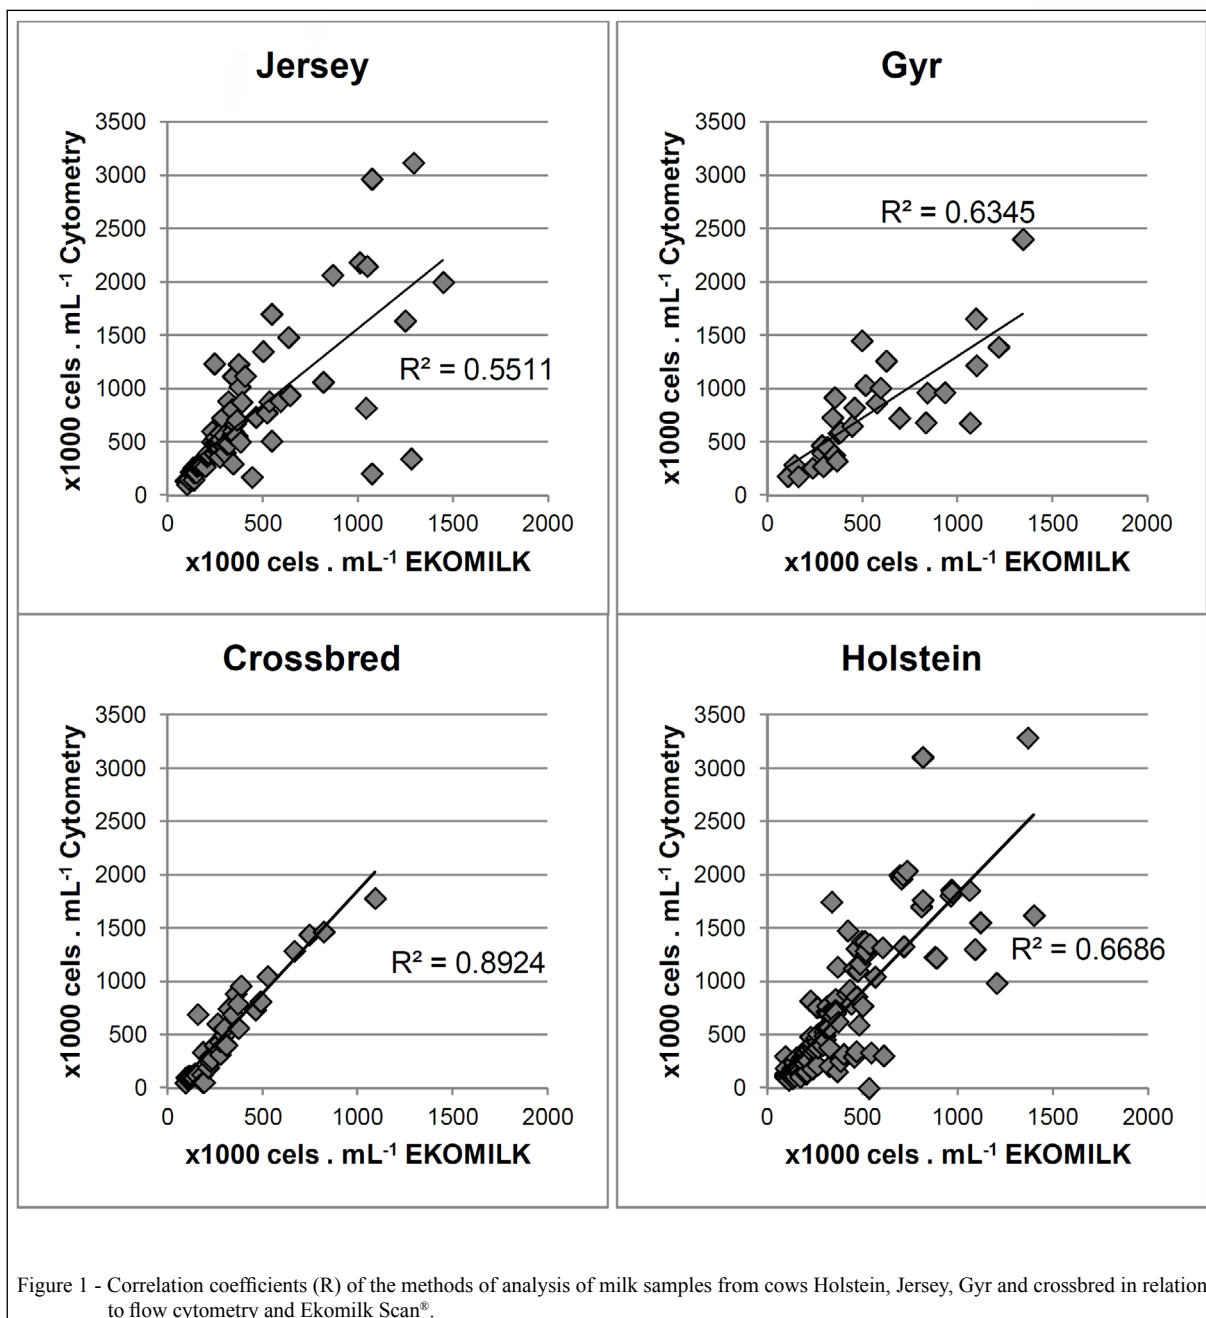 Jersey
3500
3000
2500
2000
1500
1000
500
0
x1000 cels . mL⁻¹ Cytometry
R² = 0.5511
0 500 1000 1500 2000
x1000 cels . mL⁻¹ EKOMILK
Gyr
3500
3000
2500
2000
1500
1000
500
0
x1000 cels . mL⁻¹ Cytometry
R² = 0.6345
0 500 1000 1500 2000
x1000 cels . mL⁻¹ EKOMILK
Crossbred
3500
3000
2500
2000
1500
1000
500
0
x1000 cels . mL⁻¹ Cytometry
R² = 0.8924
0 500 1000 1500 2000
x1000 cels . mL⁻¹ EKOMILK
Holstein
3500
3000
2500
2000
1500
1000
500
0
x1000 cels . mL⁻¹ Cytometry
R² = 0.6686
0 500 1000 1500 2000
x1000 cels . mL⁻¹ EKOMILK
Figure 1 - Correlation coefficients (R) of the methods of analysis of milk samples from cows Holstein, Jersey, Gyr and crossbred in relation
to flow cytometry and Ekomilk Scan®.